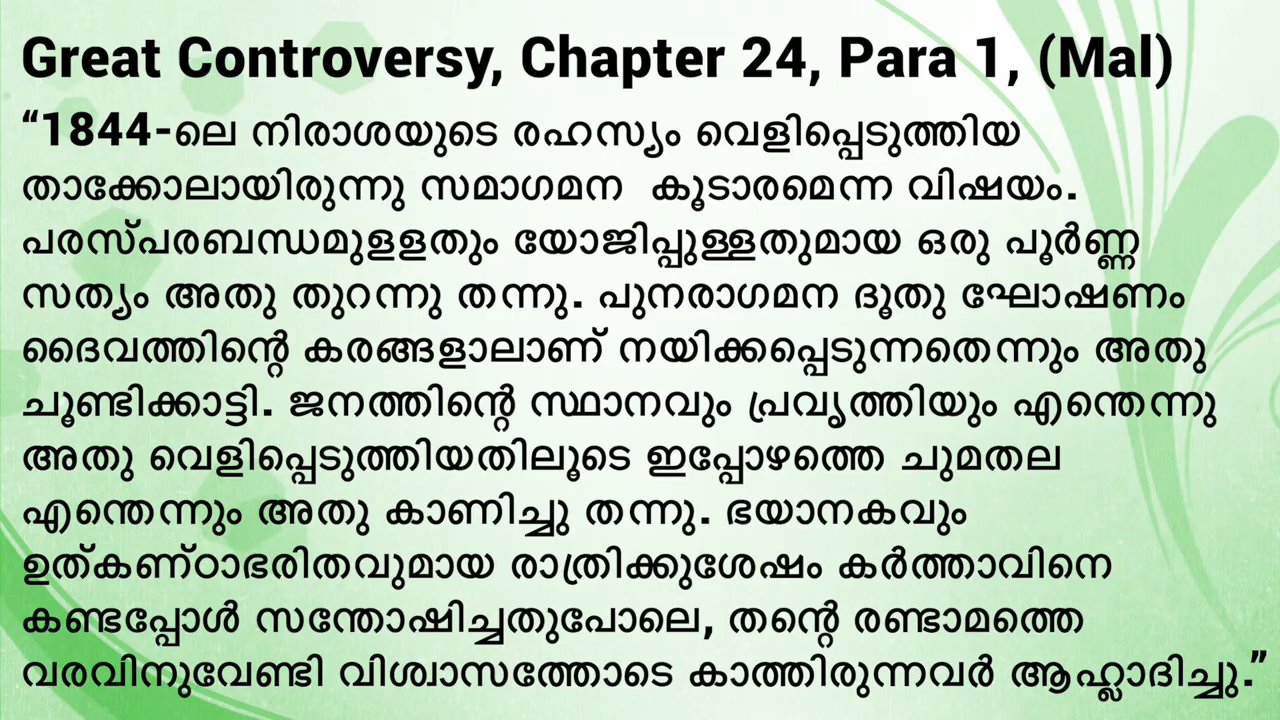 Great Controversy, Chapter 24, Para 1, (Mal)
“1844-ലെ നിരാശയുടെ രഹസ്യം വെളിപ്പെടുത്തിയ
താക്കോലായിരുന്നു സമാഗമന  കൂടാരമെന്ന വിഷയം.
പരസ്പരബന്ധമുളളതും യോജിപ്പുള്ളതുമായ ഒരു പൂർണ്ണ
സത്യം അതു തുറന്നു തന്നു. പുനരാഗമന ദൂതു ഘോഷണം
ദൈവത്തിന്റെ കരങ്ങളാലാണ് നയിക്കപ്പെടുന്നതെന്നും അതു
ചൂണ്ടിക്കാട്ടി. ജനത്തിന്റെ സ്ഥാനവും പ്രവൃത്തിയും എന്തെന്നു
അതു വെളിപ്പെടുത്തിയതിലൂടെ ഇപ്പോഴത്തെ ചുമതല
എന്തെന്നും അതു കാണിച്ചു തന്നു. ഭയാനകവും
ഉത്കണ്ഠാഭരിതവുമായ രാത്രിക്കുശേഷം കർത്താവിനെ
കണ്ടപ്പോൾ സന്തോഷിച്ചതുപോലെ, തന്റെ രണ്ടാമത്തെ
വരവിനുവേണ്ടി വിശ്വാസത്തോടെ കാത്തിരുന്നവർ ആഹ്ലാദിച്ചു.”